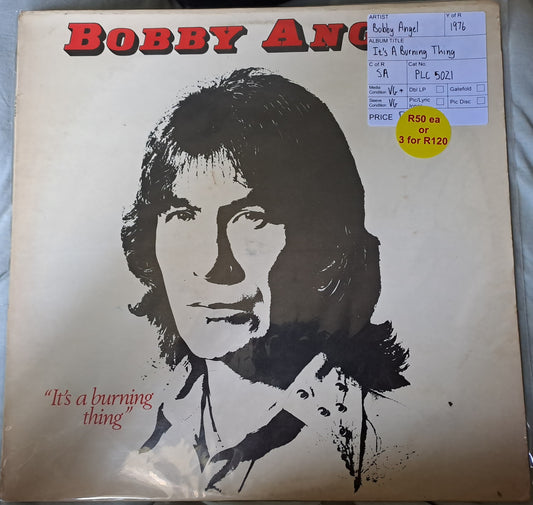 BOBBY ANG
ARTIST
Bobby Angel
Y of R
1976
ALBUM TITLE
It's A Burning Thing
C of R
SA
Cat No.
PLC 5021
Media Condition VG+
Dbl LP
Gatefold
Sleeve Condition VG
Pic/Lyric
Pic Disc
PRICE
R50 ea
or
3 for R120
"It's a burning
thing"